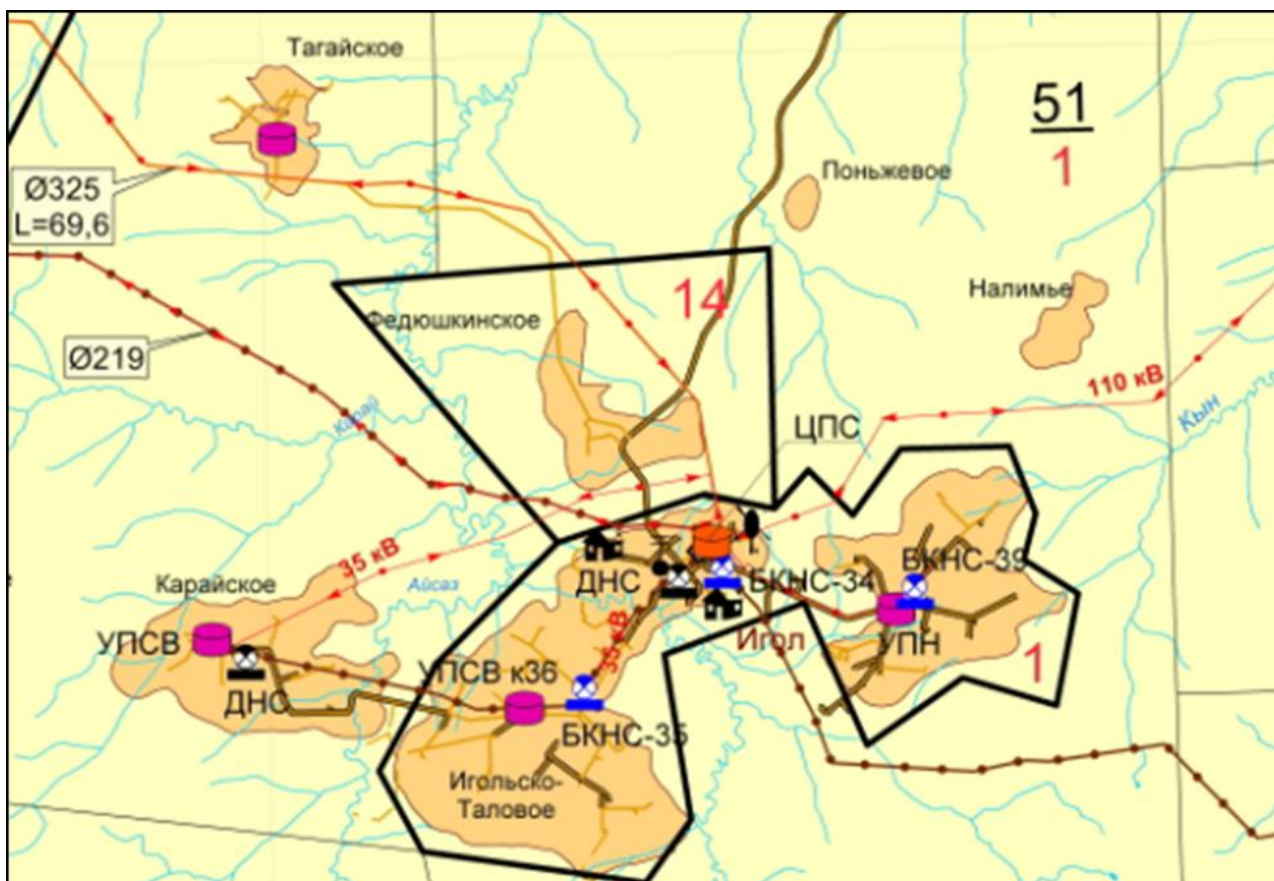 Тагайское
51
1
Поньжевое
Ø325
L=69,6
Налимье
14
Федюшкинское
Ø219
110 кВ
Кын
Карай
ЦПС
35 кВ
Айсаз
Карайское
ДНС
БКНС-34
БКНС-39
УПСВ
УПСВ к36
35 кВ
Игол
УПН
1
ДНС
БКНС-35
Игольско-
Таловое